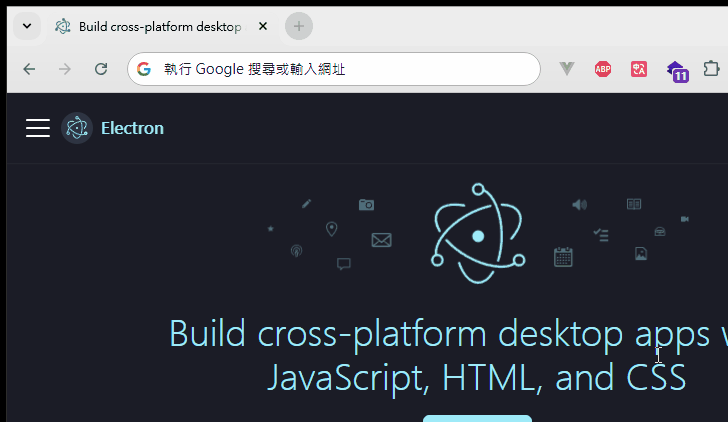 Build cross-platform desktop
執行 Google 搜尋或輸入網址
ABP
11
Electron
Build cross-platform desktop apps
JavaScript, HTML, and CSS